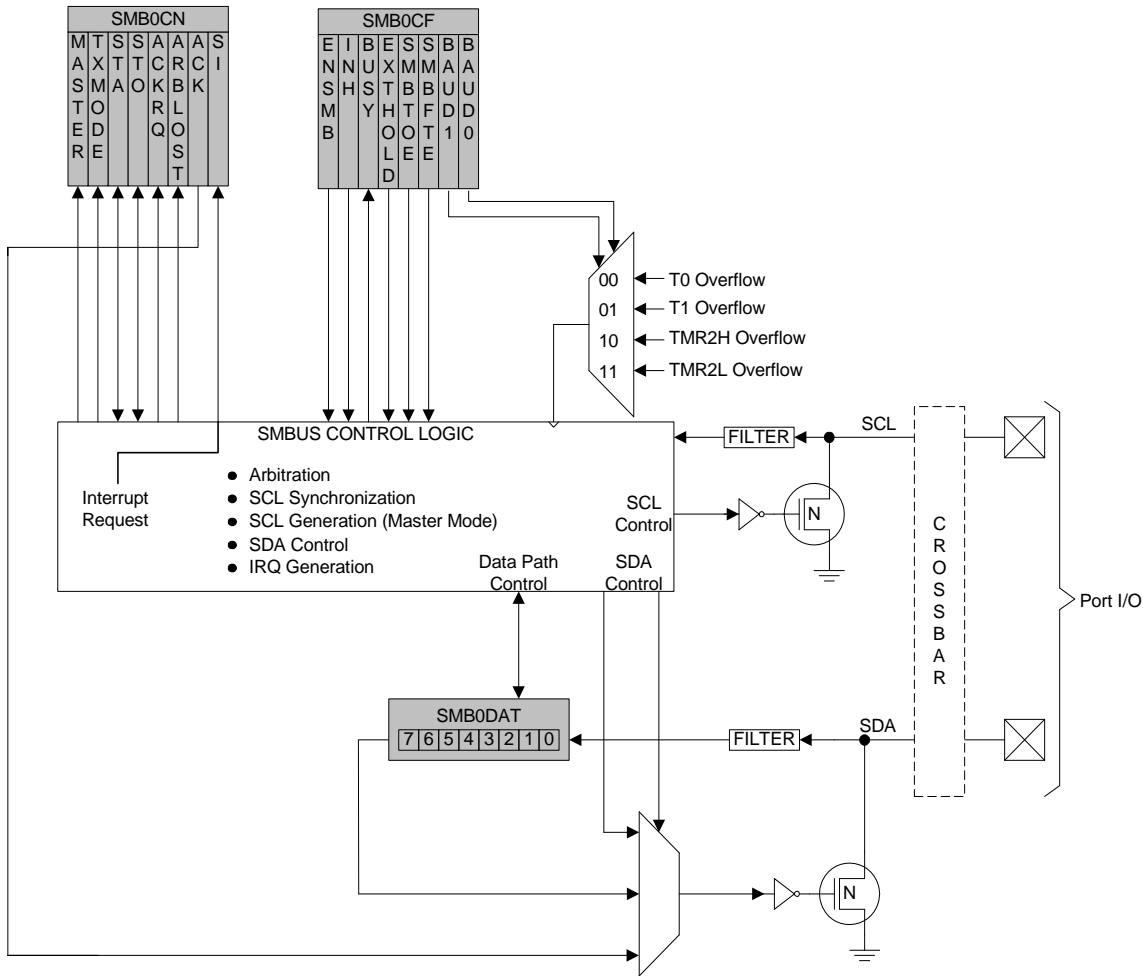 SMB0CN
MASTER
TXMODE
STA
STO
ACKRQ
ARBLOST
ACK
SI
SMB0CF
ENSMB
INH
BUSY
EXTHOLD
SMBTOE
SMBFTE
BAUD1
BAUD0
00
01
10
11
T0 Overflow
T1 Overflow
TMR2H Overflow
TMR2L Overflow
SMBUS CONTROL LOGIC
Arbitration
SCL Synchronization
SCL Generation (Master Mode)
SDA Control
IRQ Generation
Interrupt
Request
SCL
Control
Data Path
Control
SDA
Control
FILTER
SCL
N
CROSSBAR
Port I/O
SMB0DAT
7 6 5 4 3 2 1 0
FILTER
SDA
N